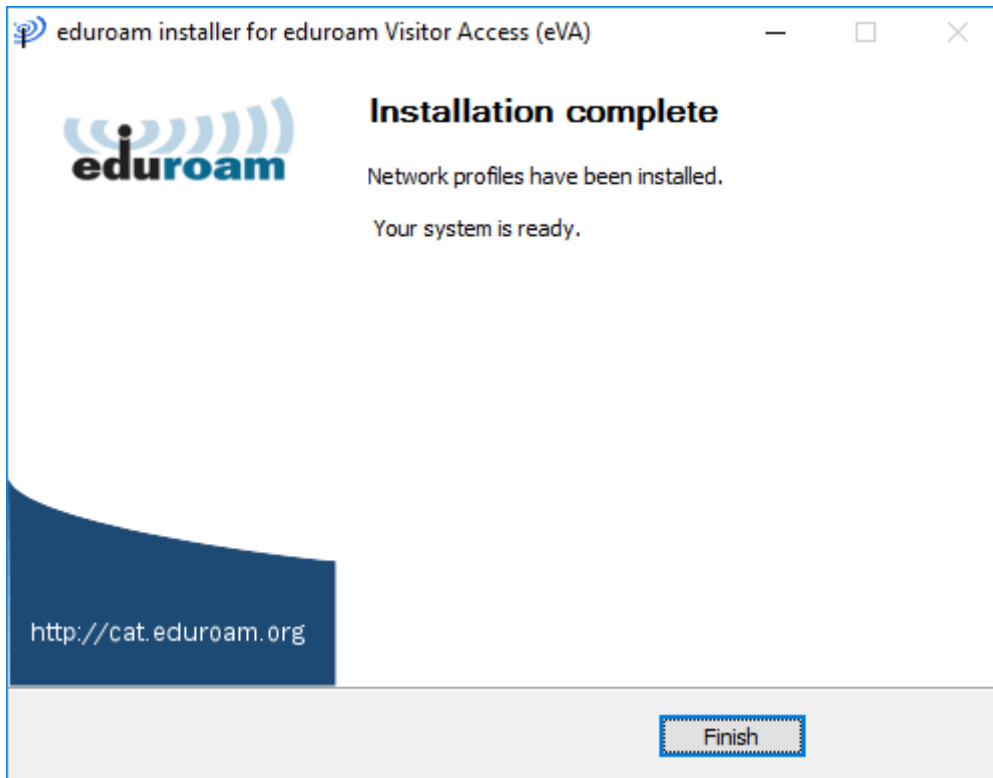 eduroam installer for eduroam Visitor Access (eVA)
eduroam
Installation complete
Network profiles have been installed.
Your system is ready.
http://cat.eduroam.org
Finish